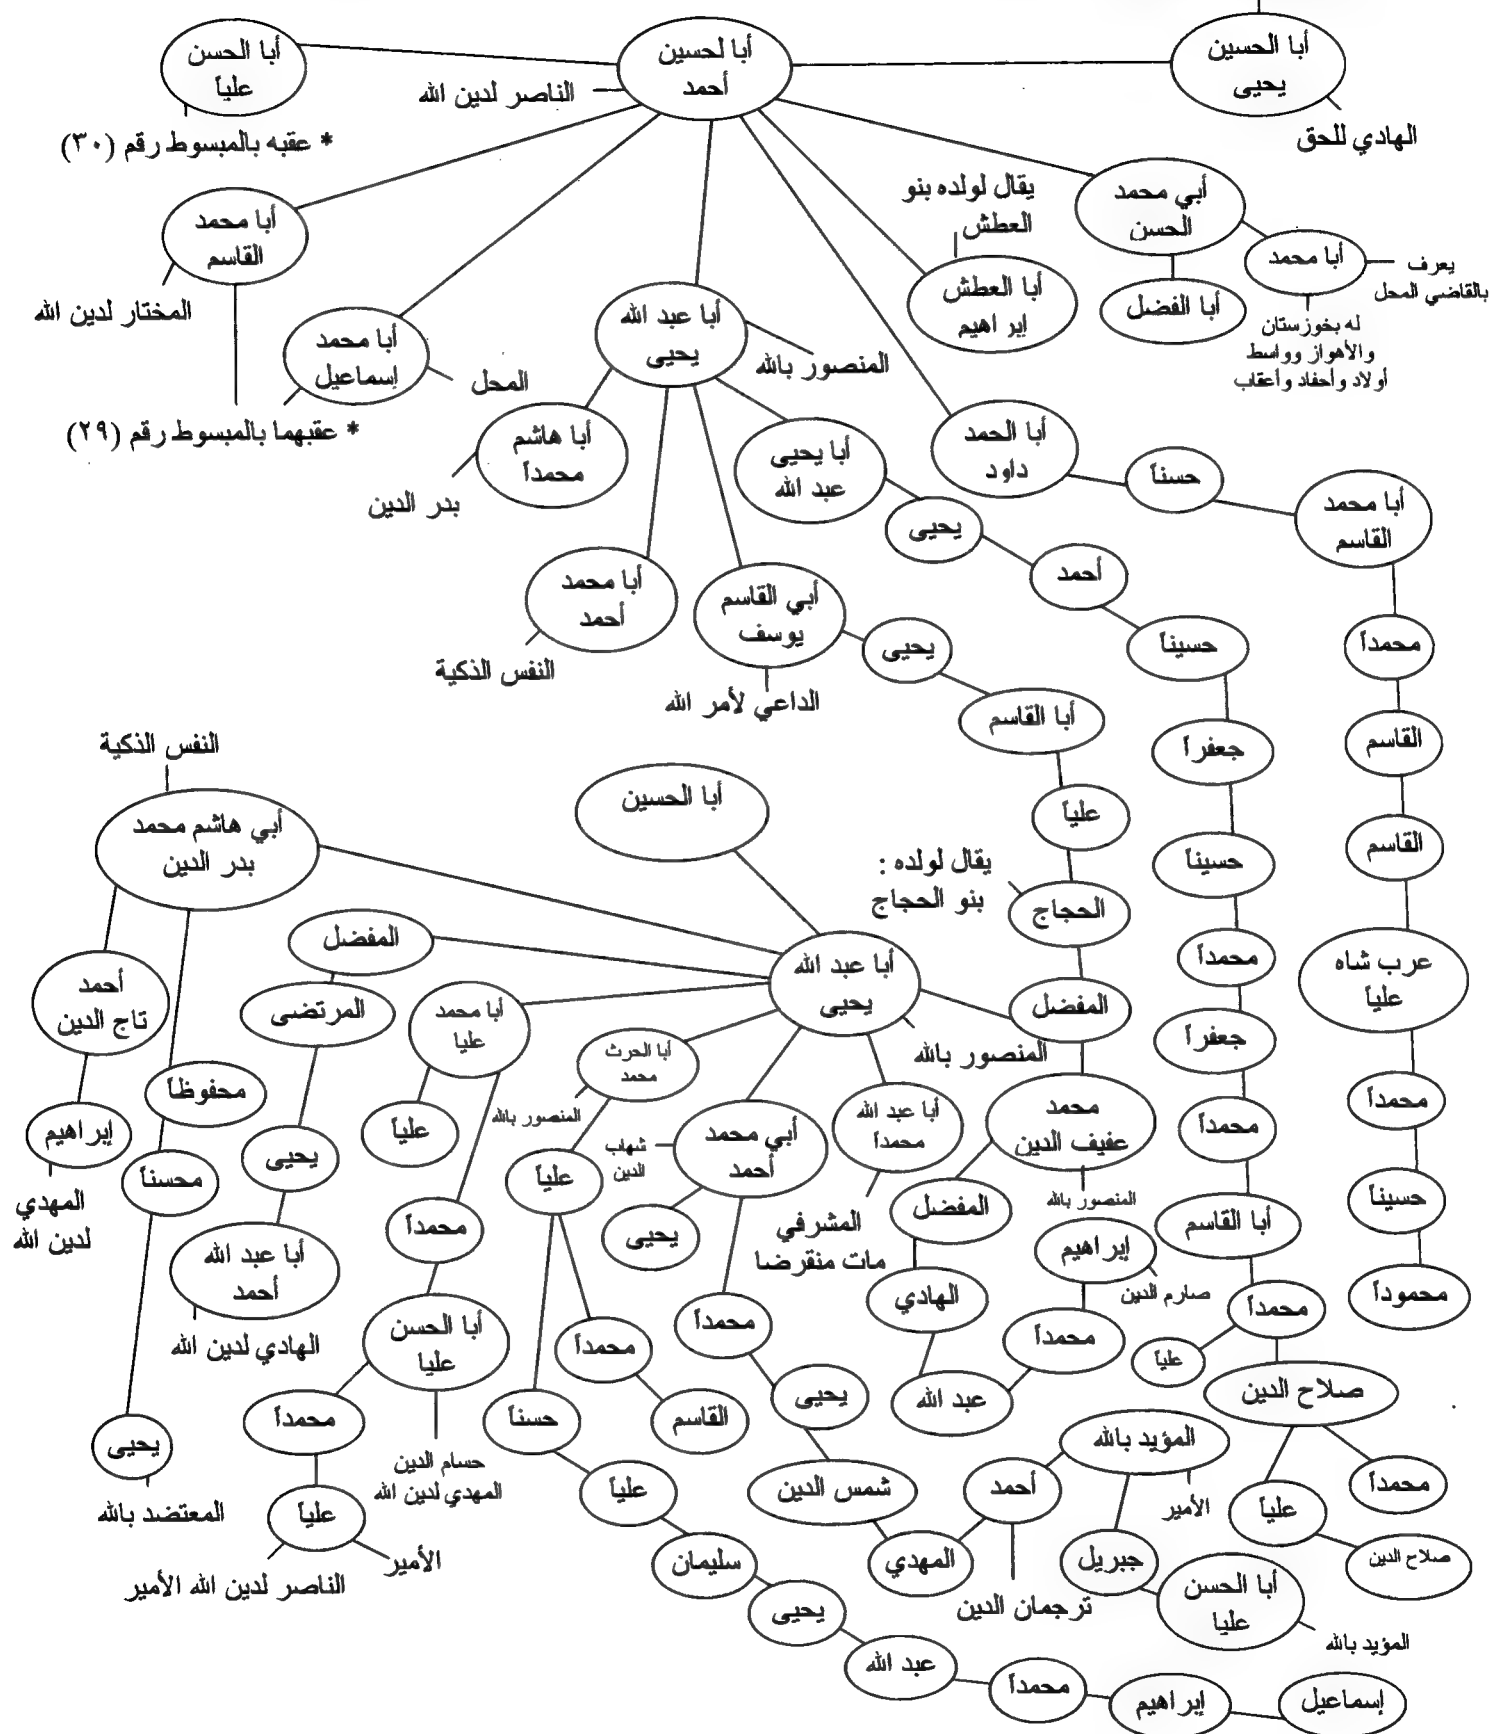 أبا الحسين
يحيى
الهادي للحق
أبا لحسين
أحمد
الناصر لدين الله
أبا الحسن
علياً
* عقبه بالمبسوط رقم (٣٠)
أبي محمد
الحسن
أبا محمد
يعرف
بالقاضي المحل
له بخوزستان
والأهواز وواسط
أولاد وأحفاد وأعقاب
أبا الفضل
يقال لولده بنو
العطش
أبا العطش
إبراهيم
أبا محمد
القاسم
المختار لدين الله
أبا عبد الله
يحيى
المنصور بالله
أبا محمد
إسماعيل
المحل
* عقبهما بالمبسوط رقم (٢٩)
أبا الحمد
داود
حسناً
أبا محمد
القاسم
أبا يحيى
عبد الله
أبا هاشم
محمداً
بدر الدين
يحيى
أحمد
حسيناً
أبا محمد
أحمد
النفس الذكية
أبي القاسم
يوسف
الداعي لأمر الله
يحيى
أبا القاسم
محمداً
القاسم
القاسم
عرب شاه
علياً
محمداً
حسيناً
محموداً
جعفراً
حسيناً
محمداً
جعفراً
محمداً
أبا القاسم
محمداً
علياً
صلاح الدين
محمداً
علياً
صلاح الدين
علياً
يقال لولده :
بنو الحجاج
الحجاج
المفضل
محمد
عفيف الدين
المنصور بالله
أبا الحسين
أبا عبد الله
يحيى
المنصور بالله
النفس الذكية
أبي هاشم محمد
بدر الدين
أحمد
تاج الدين
إبراهيم
المهدي
لدين الله
محفوظاً
محسناً
يحيى
المعتضد بالله
المفضل
المرتضى
يحيى
أبا عبد الله
أحمد
الهادي لدين الله
أبا محمد
عليا
علياً
محمداً
أبا الحسن
عليا
حسام الدين
المهدي لدين الله
محمداً
علياً
الأمير
الناصر لدين الله الأمير
أبا الحرث
محمد
المنصور بالله
علياً
محمداً
القاسم
حسناً
علياً
سليمان
يحيى
عبد الله
محمداً
إبراهيم
إسماعيل
أبي محمد
أحمد
شهاب
الدين
يحيى
محمداً
يحيى
شمس الدين
المهدي
أحمد
ترجمان الدين
المؤيد بالله
الأمير
جبريل
أبا الحسن
عليا
المؤيد بالله
أبا عبد الله
محمداً
المشرفي
مات منقرضا
المفضل
الهادي
عبد الله
محمداً
إبراهيم
صارم الدين